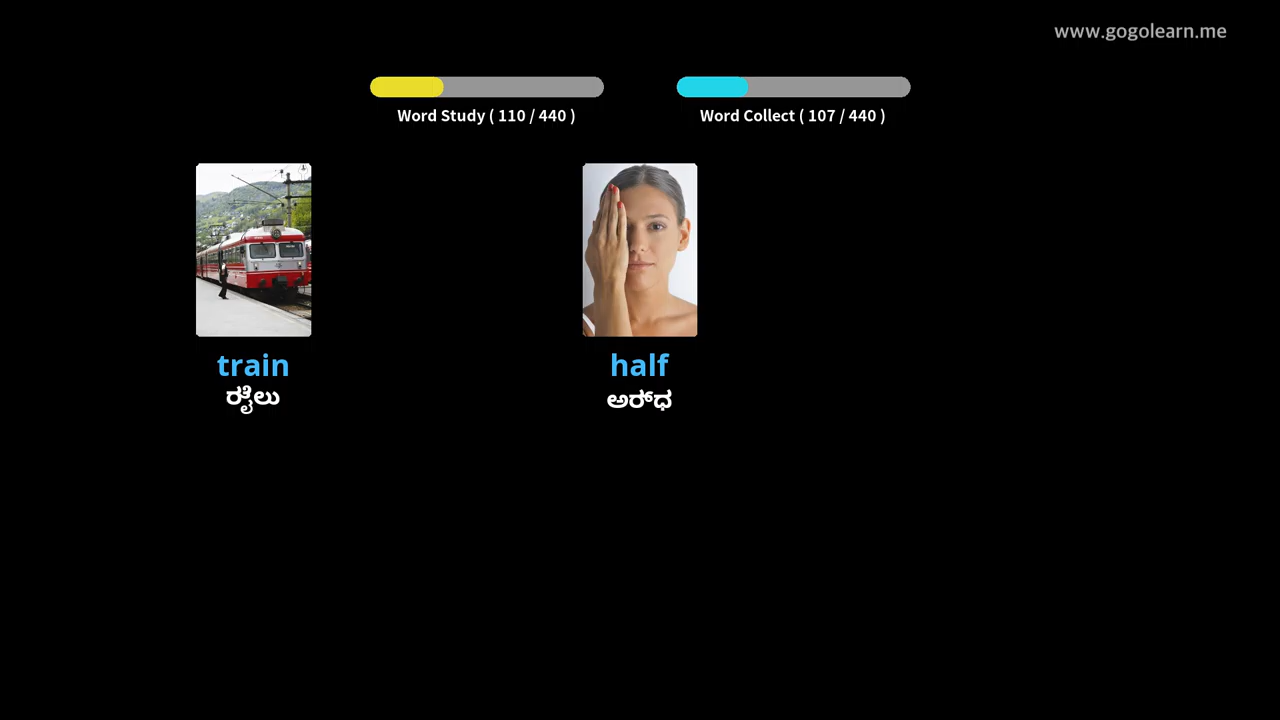 www.gogolearn.me
Word Study ( 110 / 440 )
Word Collect ( 107 / 440 )
train
ರೈಲು
half
ಅರ್ಧ